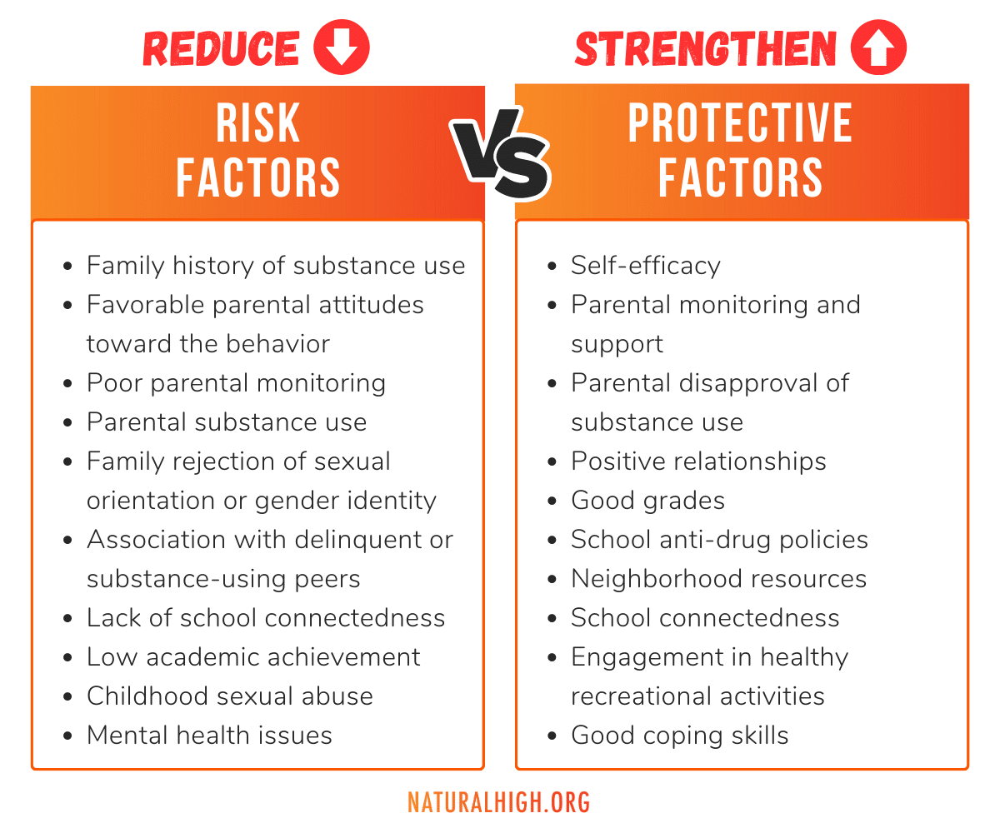 REDUCE
STRENGTHEN
RISK
FACTORS
VS
PROTECTIVE
FACTORS
• Family history of substance use
• Favorable parental attitudes
toward the behavior
• Poor parental monitoring
• Parental substance use
• Family rejection of sexual
orientation or gender identity
• Association with delinquent or
substance-using peers
• Lack of school connectedness
• Low academic achievement
• Childhood sexual abuse
• Mental health issues
• Self-efficacy
• Parental monitoring and
support
• Parental disapproval of
substance use
• Positive relationships
• Good grades
• School anti-drug policies
• Neighborhood resources
• School connectedness
• Engagement in healthy
recreational activities
• Good coping skills
NATURALHIGH.ORG